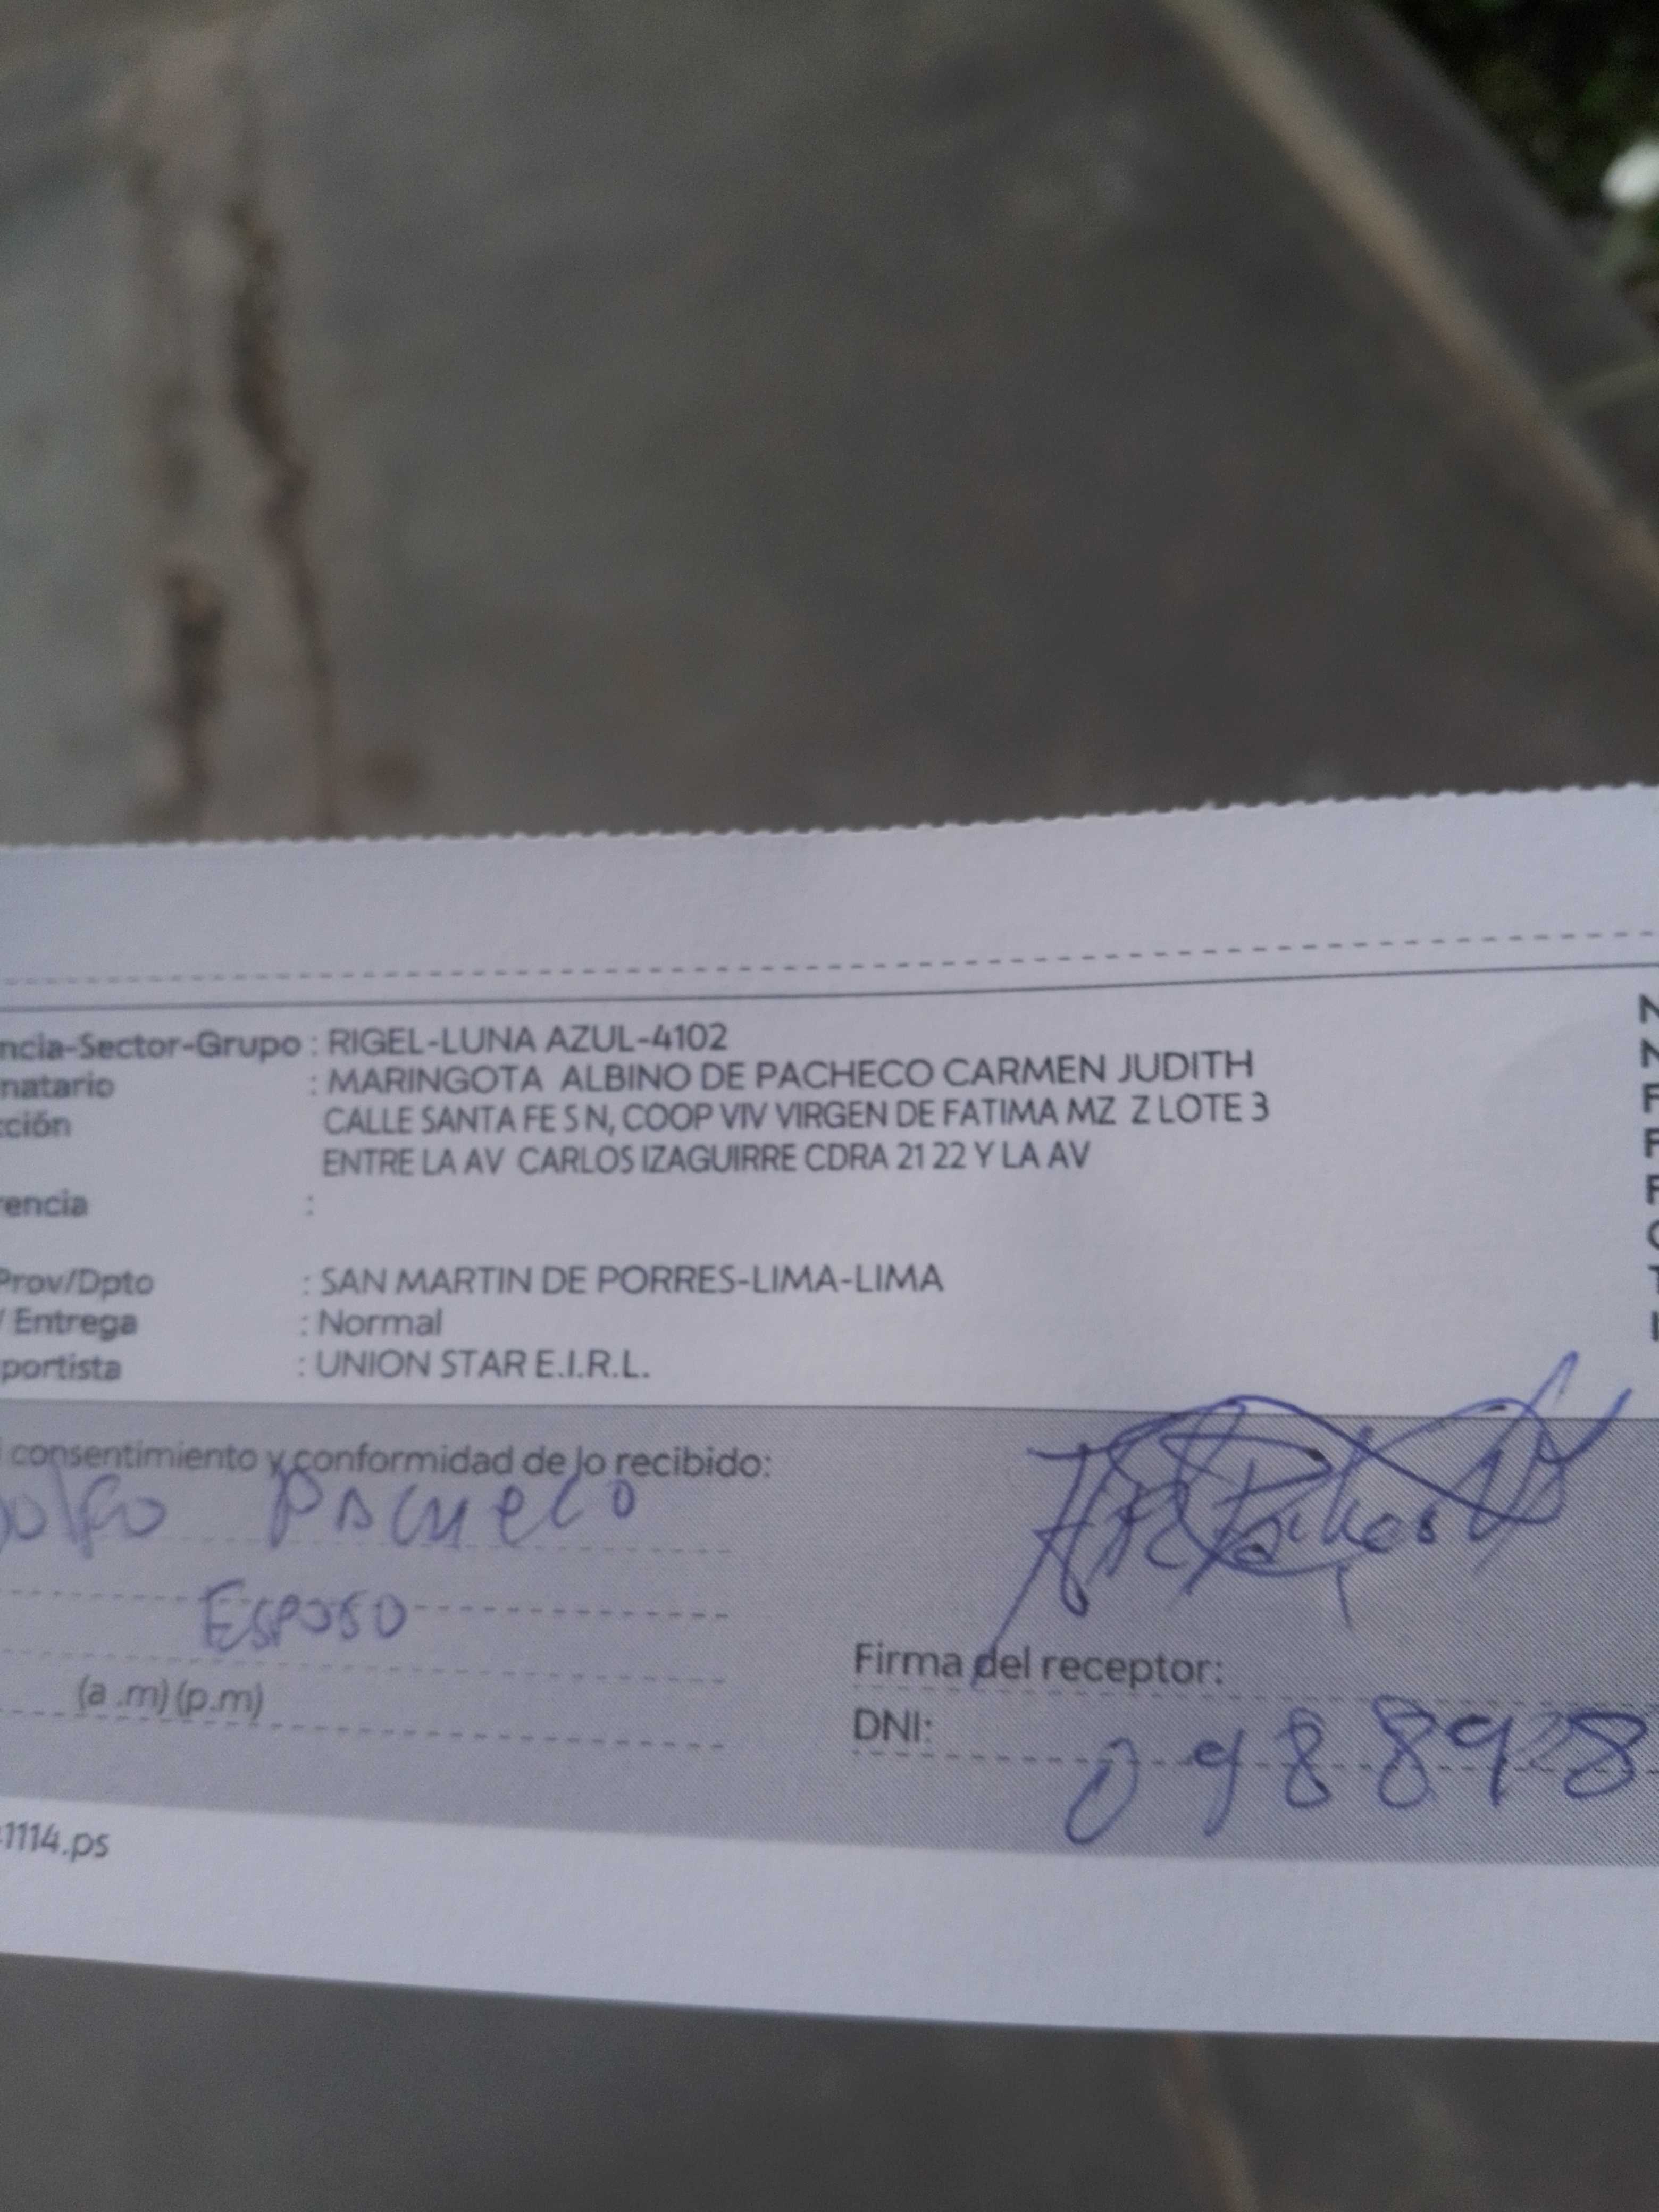 ncia-Sector-Grupo : RIGEL-LUNA AZUL-4102
natario : MARINGOTA ALBINO DE PACHECO CARMEN JUDITH
cción CALLE SANTA FE S N, COOP VIV VIRGEN DE FATIMA MZ Z LOTE 3
ENTRE LA AV CARLOS IZAGUIRRE CDRA 21 22 Y LA AV
rencia :
Prov/Dpto : SAN MARTIN DE PORRES-LIMA-LIMA
/ Entrega : Normal
portista : UNION STAR E.I.R.L.
consentimiento y conformidad de lo recibido:
Pacheco
Esposo
(a .m) (p.m)
Firma del receptor:
DNI: 0988928
1114.ps